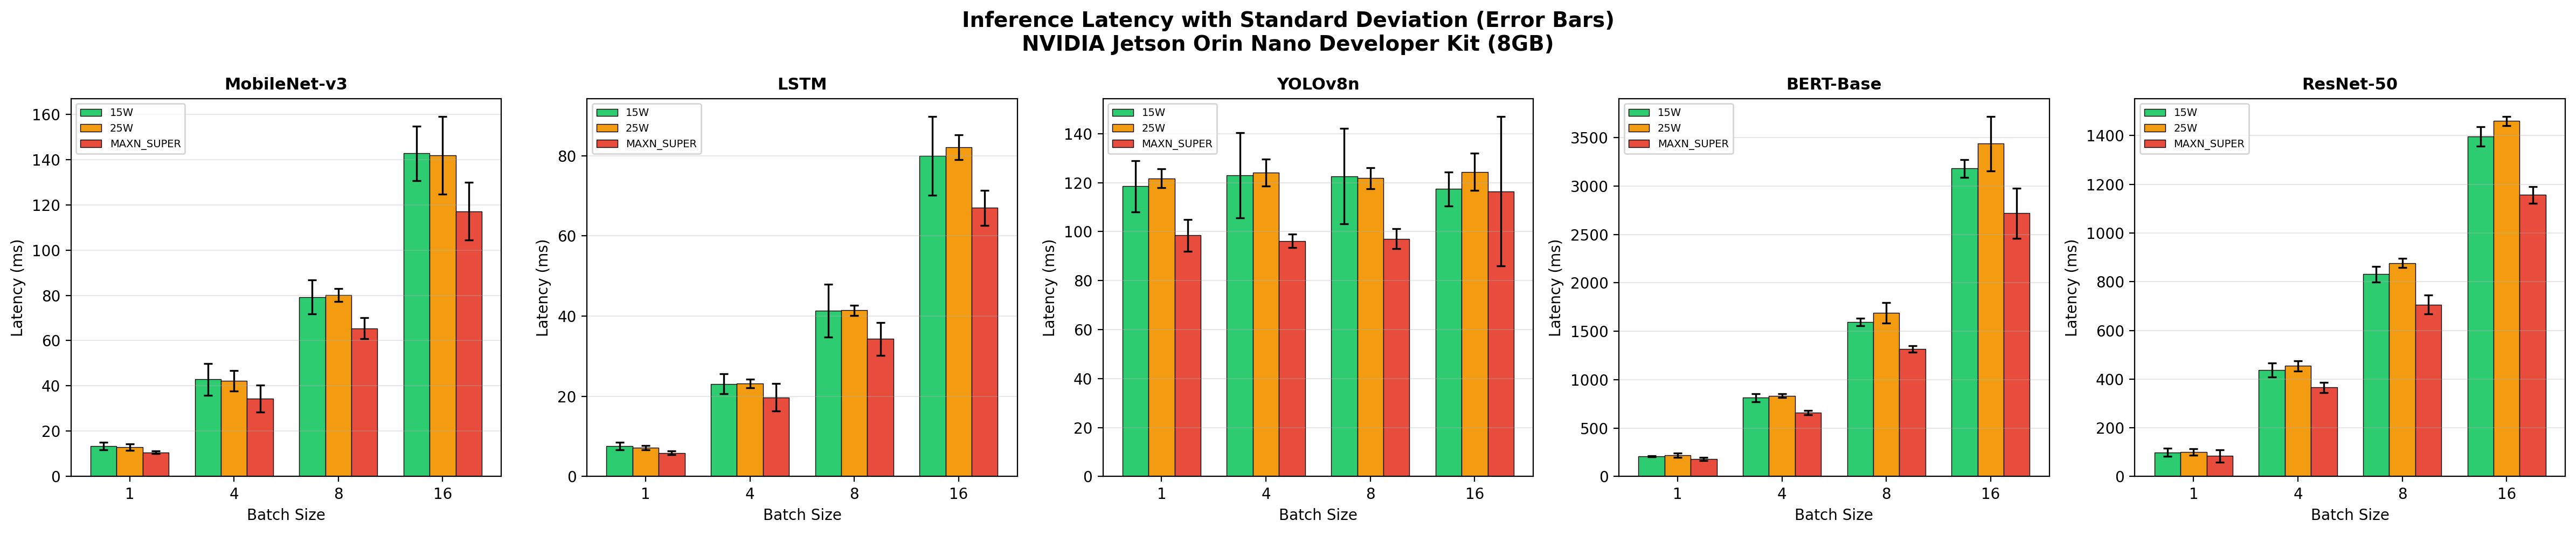 Inference Latency with Standard Deviation (Error Bars)
NVIDIA Jetson Orin Nano Developer Kit (8GB)
MobileNet-v3
15W
25W
MAXN_SUPER
Latency (ms)
160
140
120
100
80
60
40
20
0
1 4 8 16
Batch Size
LSTM
15W
25W
MAXN_SUPER
Latency (ms)
80
60
40
20
0
1 4 8 16
Batch Size
YOLOv8n
15W
25W
MAXN_SUPER
Latency (ms)
140
120
100
80
60
40
20
0
1 4 8 16
Batch Size
BERT-Base
15W
25W
MAXN_SUPER
Latency (ms)
3500
3000
2500
2000
1500
1000
500
0
1 4 8 16
Batch Size
ResNet-50
15W
25W
MAXN_SUPER
Latency (ms)
1400
1200
1000
800
600
400
200
0
1 4 8 16
Batch Size